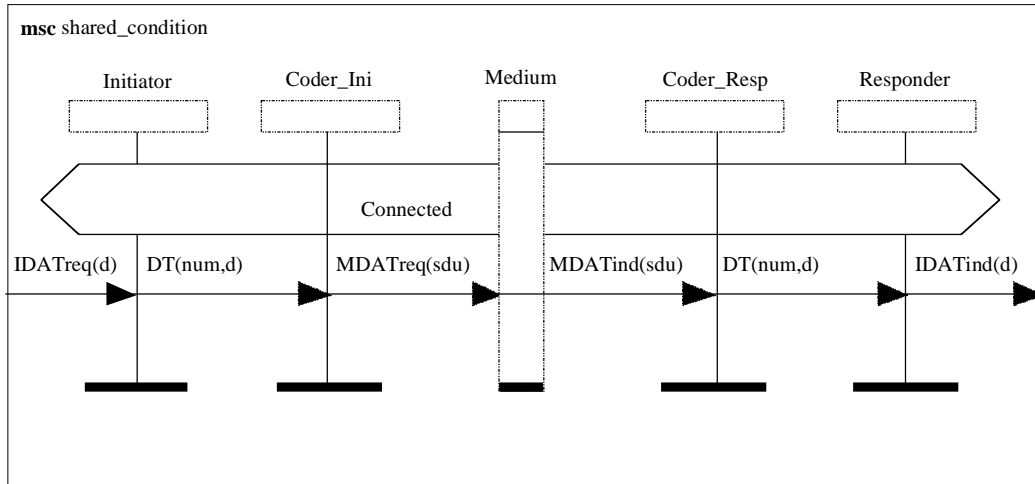 msc shared_condition
Initiator Coder_Ini Medium Coder_Resp Responder
Connected
IDATreq(d) DT(num,d) MDATreq(sdu) MDATind(sdu) DT(num,d) IDATind(d)